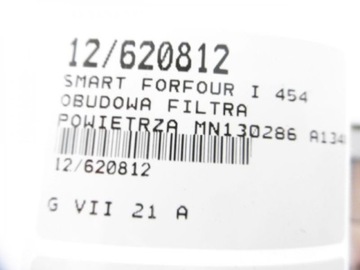 12/620812
SMART FORFOUR I 454
OBUDOWA FILTRA
POWIETRZA MN130286 A134
12/620812
G VII 21 A